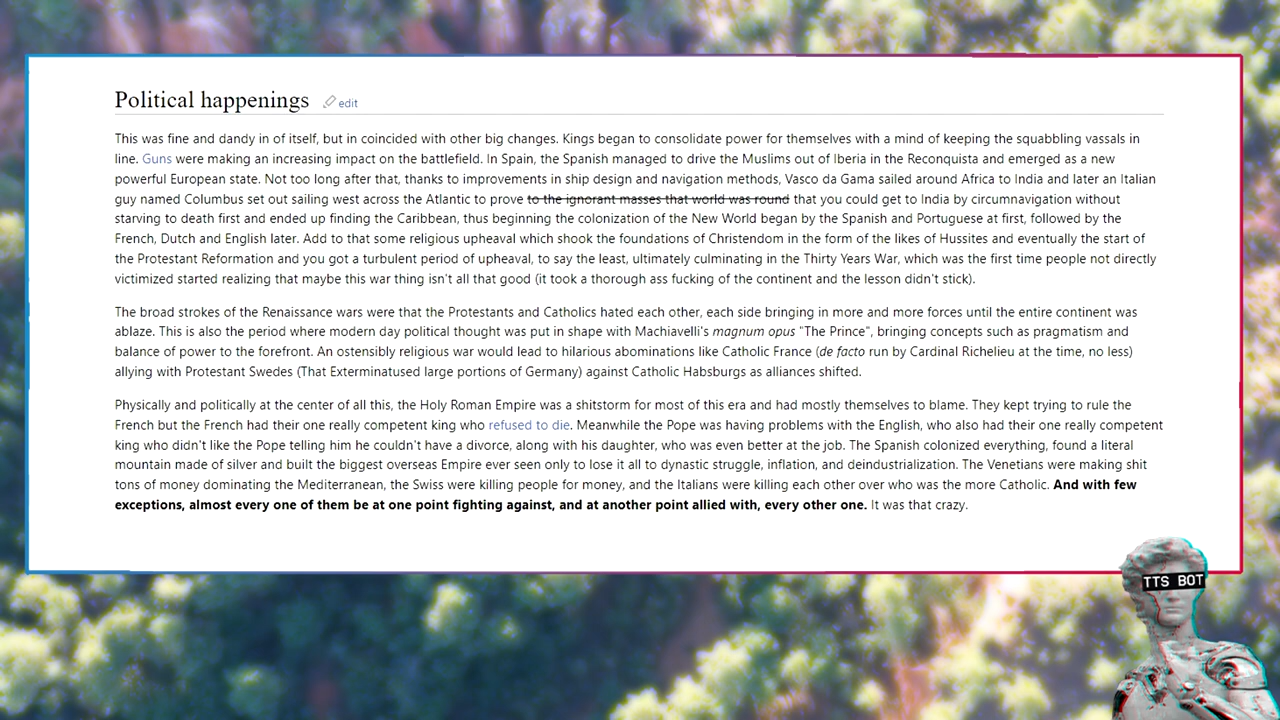 Political happenings edit
This was fine and dandy in of itself, but in coincided with other big changes. Kings began to consolidate power for themselves with a mind of keeping the squabbling vassals in
line. Guns were making an increasing impact on the battlefield. In Spain, the Spanish managed to drive the Muslims out of Iberia in the Reconquista and emerged as a new
powerful European state. Not too long after that, thanks to improvements in ship design and navigation methods, Vasco da Gama sailed around Africa to India and later an Italian
guy named Columbus set out sailing west across the Atlantic to prove to the ignorant masses that world was round that you could get to India by circumnavigation without
starving to death first and ended up finding the Caribbean, thus beginning the colonization of the New World began by the Spanish and Portuguese at first, followed by the
French, Dutch and English later. Add to that some religious upheaval which shook the foundations of Christendom in the form of the likes of Hussites and eventually the start of
the Protestant Reformation and you got a turbulent period of upheaval, to say the least, ultimately culminating in the Thirty Years War, which was the first time people not directly
victimized started realizing that maybe this war thing isn't all that good (it took a thorough ass fucking of the continent and the lesson didn't stick).
The broad strokes of the Renaissance wars were that the Protestants and Catholics hated each other, each side bringing in more and more forces until the entire continent was
ablaze. This is also the period where modern day political thought was put in shape with Machiavelli's magnum opus "The Prince", bringing concepts such as pragmatism and
balance of power to the forefront. An ostensibly religious war would lead to hilarious abominations like Catholic France (de facto run by Cardinal Richelieu at the time, no less)
allying with Protestant Swedes (That Exterminatused large portions of Germany) against Catholic Habsburgs as alliances shifted.
Physically and politically at the center of all this, the Holy Roman Empire was a shitstorm for most of this era and had mostly themselves to blame. They kept trying to rule the
French but the French had their one really competent king who refused to die. Meanwhile the Pope was having problems with the English, who also had their one really competent
king who didn't like the Pope telling him he couldn't have a divorce, along with his daughter, who was even better at the job. The Spanish colonized everything, found a literal
mountain made of silver and built the biggest overseas Empire ever seen only to lose it all to dynastic struggle, inflation, and deindustrialization. The Venetians were making shit
tons of money dominating the Mediterranean, the Swiss were killing people for money, and the Italians were killing each other over who was the more Catholic. And with few
exceptions, almost every one of them be at one point fighting against, and at another point allied with, every other one. It was that crazy.
TTS BOT